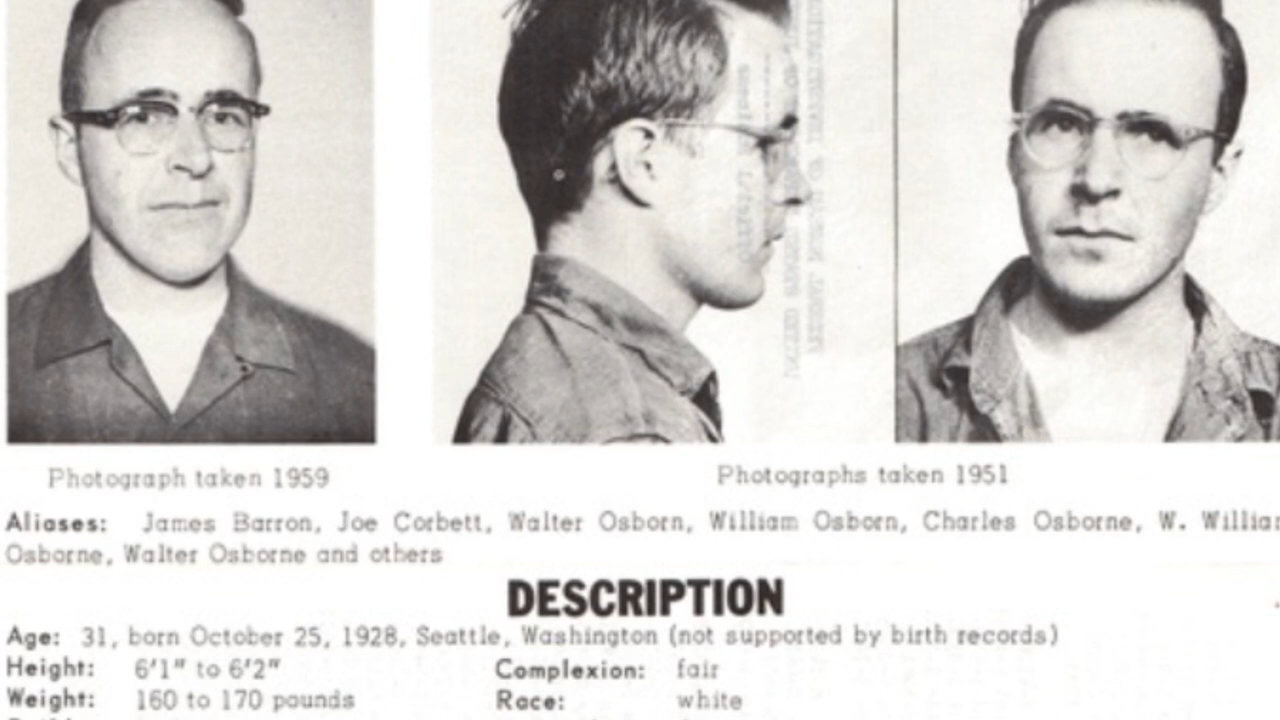 Photograph taken 1959
Photographs taken 1951
Aliases: James Barron, Joe Corbett, Walter Osborn, William Osborn, Charles Osborne, W. William
Osborne, Walter Osborne and others
DESCRIPTION
Age: 31, born October 25, 1928, Seattle, Washington (not supported by birth records)
Height: 6'1" to 6'2" Complexion: fair
Weight: 160 to 170 pounds Race: white